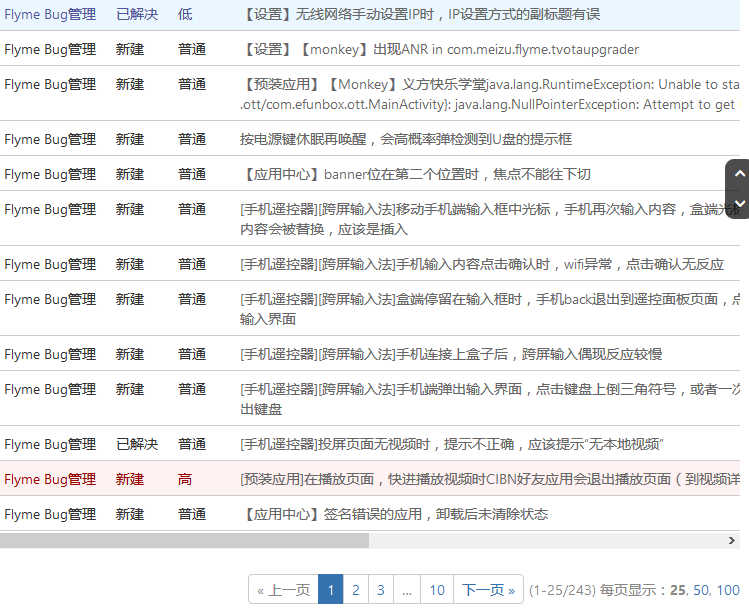 Flyme Bug管理 已解决 低 【设置】无线网络手动设置IP时，IP设置方式的副标题有误
Flyme Bug管理 新建 普通 【设置】【monkey】出现ANR in com.meizu.flyme.tvotaupgrader
Flyme Bug管理 新建 普通 【预装应用】【Monkey】义方快乐学堂java.lang.RuntimeException: Unable to sta
.ott/com.efunbox.ott.MainActivity}: java.lang.NullPointerException: Attempt to get
Flyme Bug管理 新建 普通 按电源键休眠再唤醒，会高概率弹检测到U盘的提示框
Flyme Bug管理 新建 普通 【应用中心】banner位在第二个位置时，焦点不能往下切
Flyme Bug管理 新建 普通 [手机遥控器][跨屏输入法]移动手机端输入框中光标，手机再次输入内容，盒端光
内容会被替换，应该是插入
Flyme Bug管理 新建 普通 [手机遥控器][跨屏输入法]手机输入内容点击确认时，wifi异常，点击确认无反应
Flyme Bug管理 新建 普通 [手机遥控器][跨屏输入法]盒端停留在输入框时，手机back退出到遥控面板页面，点
输入界面
Flyme Bug管理 新建 普通 [手机遥控器][跨屏输入法]手机连接上盒子后，跨屏输入偶现反应较慢
Flyme Bug管理 新建 普通 [手机遥控器][跨屏输入法]手机端弹出输入界面，点击键盘上倒三角符号，或者一次
出键盘
Flyme Bug管理 已解决 普通 [手机遥控器]投屏页面无视频时，提示不正确，应该提示“无本地视频”
Flyme Bug管理 新建 高 [预装应用]在播放页面，快进播放视频时CIBN好友应用会退出播放页面（到视频详
Flyme Bug管理 新建 普通 【应用中心】签名错误的应用，卸载后未清除状态
« 上一页 1 2 3 ... 10 下一页 » (1-25/243) 每页显示：25, 50, 100